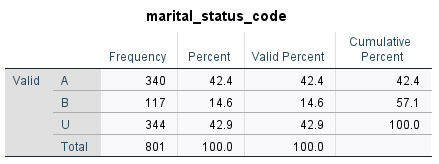 marital_status_code
Frequency Percent Valid Percent Cumulative Percent
Valid A 340 42.4 42.4 42.4
B 117 14.6 14.6 57.1
U 344 42.9 42.9 100.0
Total 801 100.0 100.0